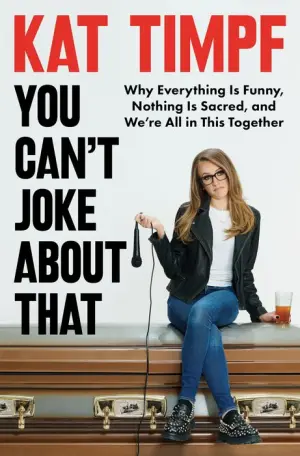 KAT TIMPF
YOU
CAN'T
JOKE
ABOUT
THAT
Why Everything Is Funny,
Nothing Is Sacred, and
We're All in This Together